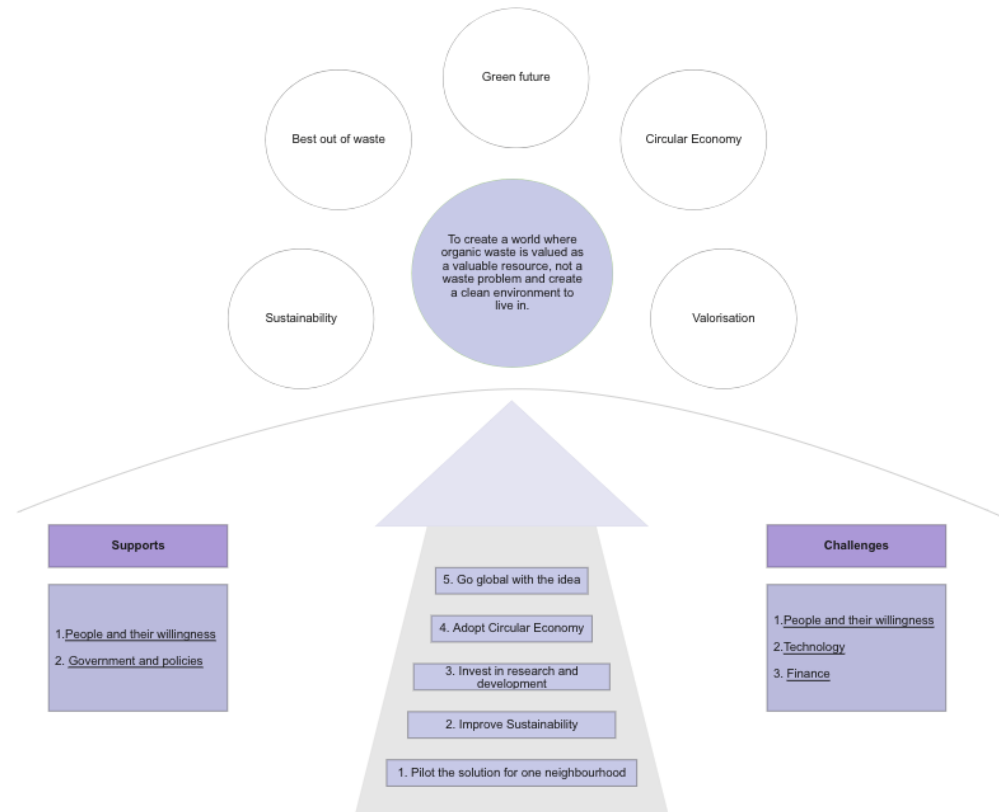 Green future
Best out of waste
Circular Economy
To create a world where
organic waste is valued as
a valuable resource, not a
waste problem and create
a clean environment to
live in.
Sustainability
Valorisation
Supports
1.People and their willingness
2. Government and policies
5. Go global with the idea
4. Adopt Circular Economy
3. Invest in research and
development
2. Improve Sustainability
1. Pilot the solution for one neighbourhood
Challenges
1.People and their willingness
2.Technology
3. Finance